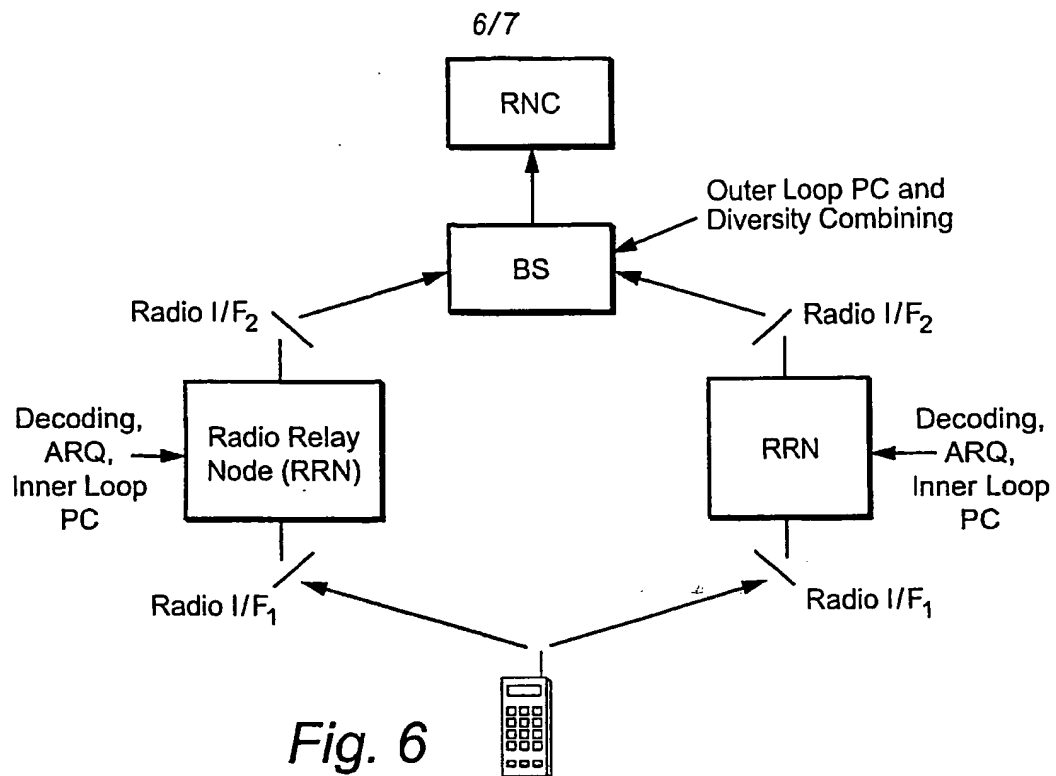 6/7
RNC
Outer Loop PC and
Diversity Combining
BS
Radio I/F2
Radio I/F2
Decoding,
ARQ,
Inner Loop
PC
Radio Relay
Node (RRN)
RRN
Decoding,
ARQ,
Inner Loop
PC
Radio I/F1
Radio I/F1
Fig. 6